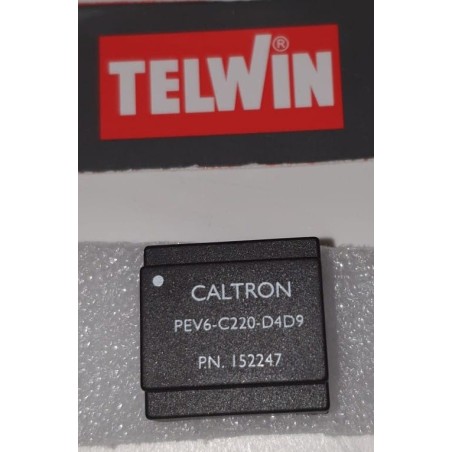 TELWIN®
CALTRON
PEV6-C220-D4D9
P.N. 152247